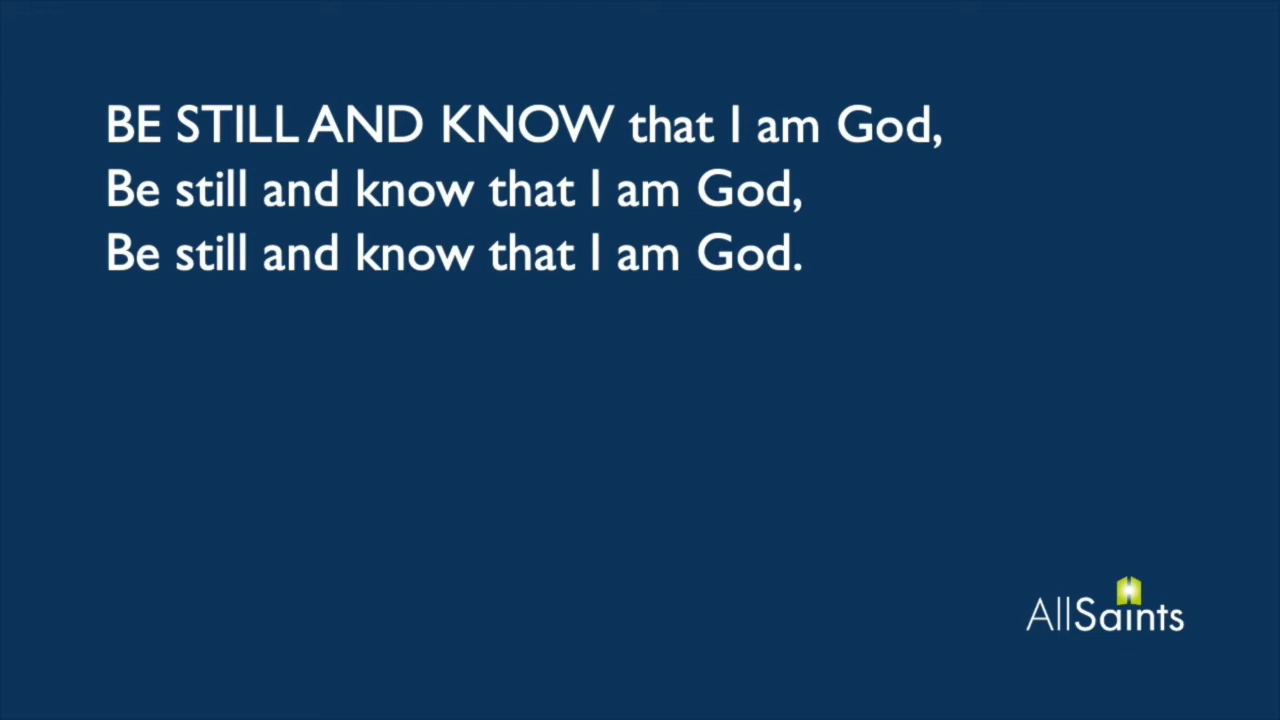 BE STILL AND KNOW that I am God,
Be still and know that I am God,
Be still and know that I am God.
AllSaints